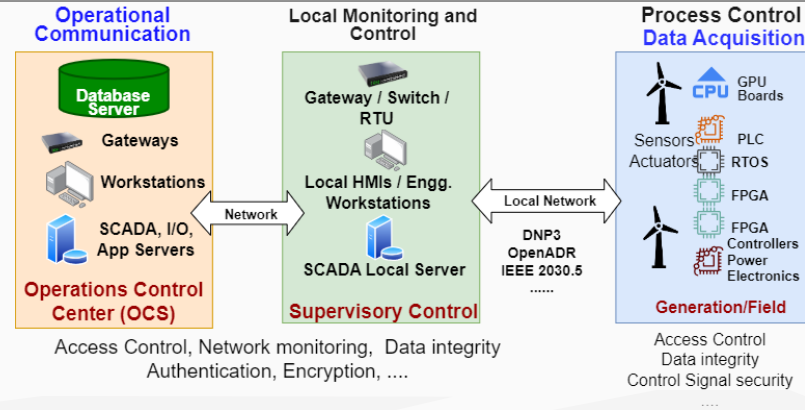 Operational
Communication
Database
Server
Gateways
Workstations
SCADA, I/O,
App Servers
Operations Control
Center (OCS)
Network
Local Monitoring and
Control
Gateway / Switch /
RTU
Local HMIs / Engg.
Workstations
SCADA Local Server
Supervisory Control
Local Network
DNP3
OpenADR
IEEE 2030.5
......
Process Control
Data Acquisition
CPU
GPU
Boards
Sensors
Actuators
PLC
RTOS
FPGA
FPGA
Controllers
Power
Electronics
Generation/Field
Access Control, Network monitoring, Data integrity
Authentication, Encryption, ....
Access Control
Data integrity
Control Signal security
....